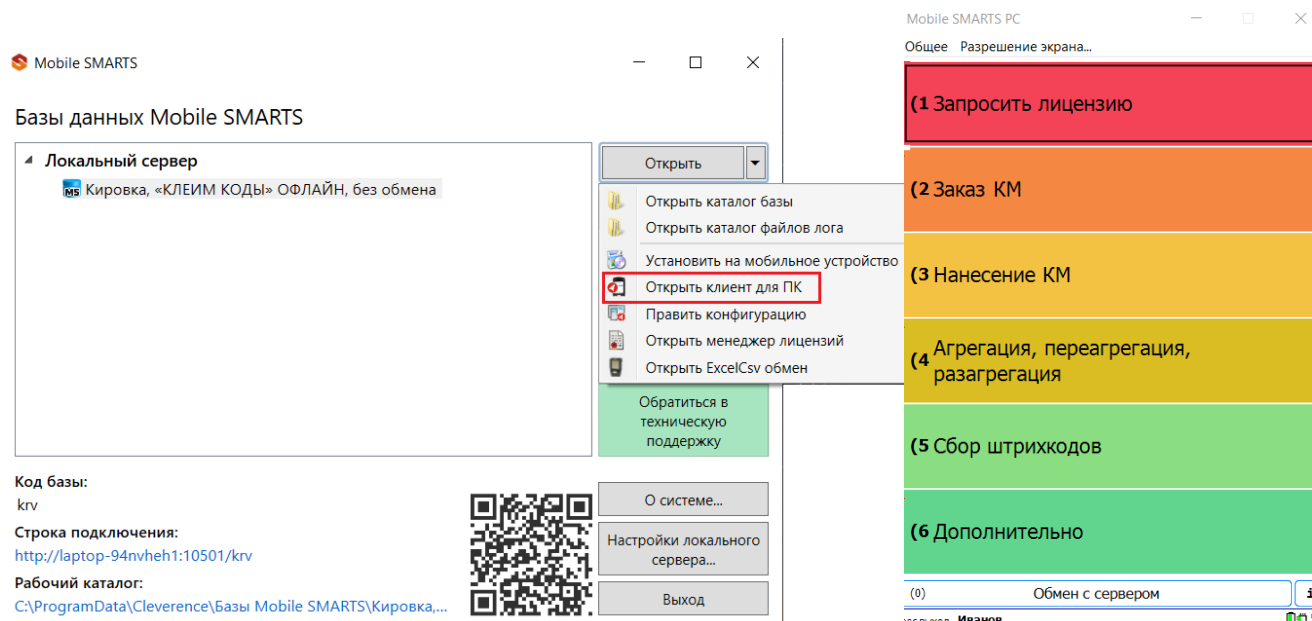 Mobile SMARTS
Базы данных Mobile SMARTS
Локальный сервер
MS
Кировка, «КЛЕИМ КОДЫ» ОФЛАЙН, без обмена
Открыть
Открыть каталог базы
Открыть каталог файлов лога
Установить на мобильное устройство
Открыть клиент для ПК
Править конфигурацию
Открыть менеджер лицензий
Открыть ExcelCsv обмен
Обратиться в
техническую
поддержку
Код базы:
krv
Строка подключения:
http://laptop-94nvheh1:10501/krv
Рабочий каталог:
C:\ProgramData\Cleverence\Базы Mobile SMARTS\Кировка,...
О системе...
Настройки локального
сервера...
Выход
Mobile SMARTS PC
Общее Разрешение экрана...
(1 Запросить лицензию
(2 Заказ КМ
(3 Нанесение КМ
(4 Агрегация, переагрегация,
разагрегация
(5 Сбор штрихкодов
(6 Дополнительно
(0) Обмен с сервером
Иванов